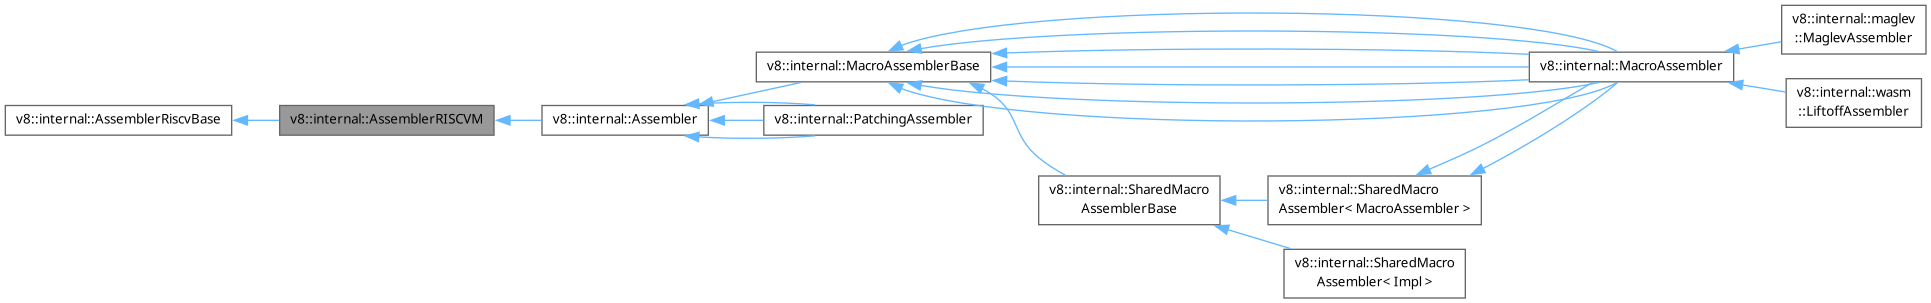 v8::internal::AssemblerRiscvBase
v8::internal::AssemblerRISCVM
v8::internal::Assembler
v8::internal::MacroAssemblerBase
v8::internal::PatchingAssembler
v8::internal::SharedMacro
AssemblerBase
v8::internal::SharedMacro
Assembler< MacroAssembler >
v8::internal::SharedMacro
Assembler< Impl >
v8::internal::MacroAssembler
v8::internal::maglev
::MaglevAssembler
v8::internal::wasm
::LiftoffAssembler